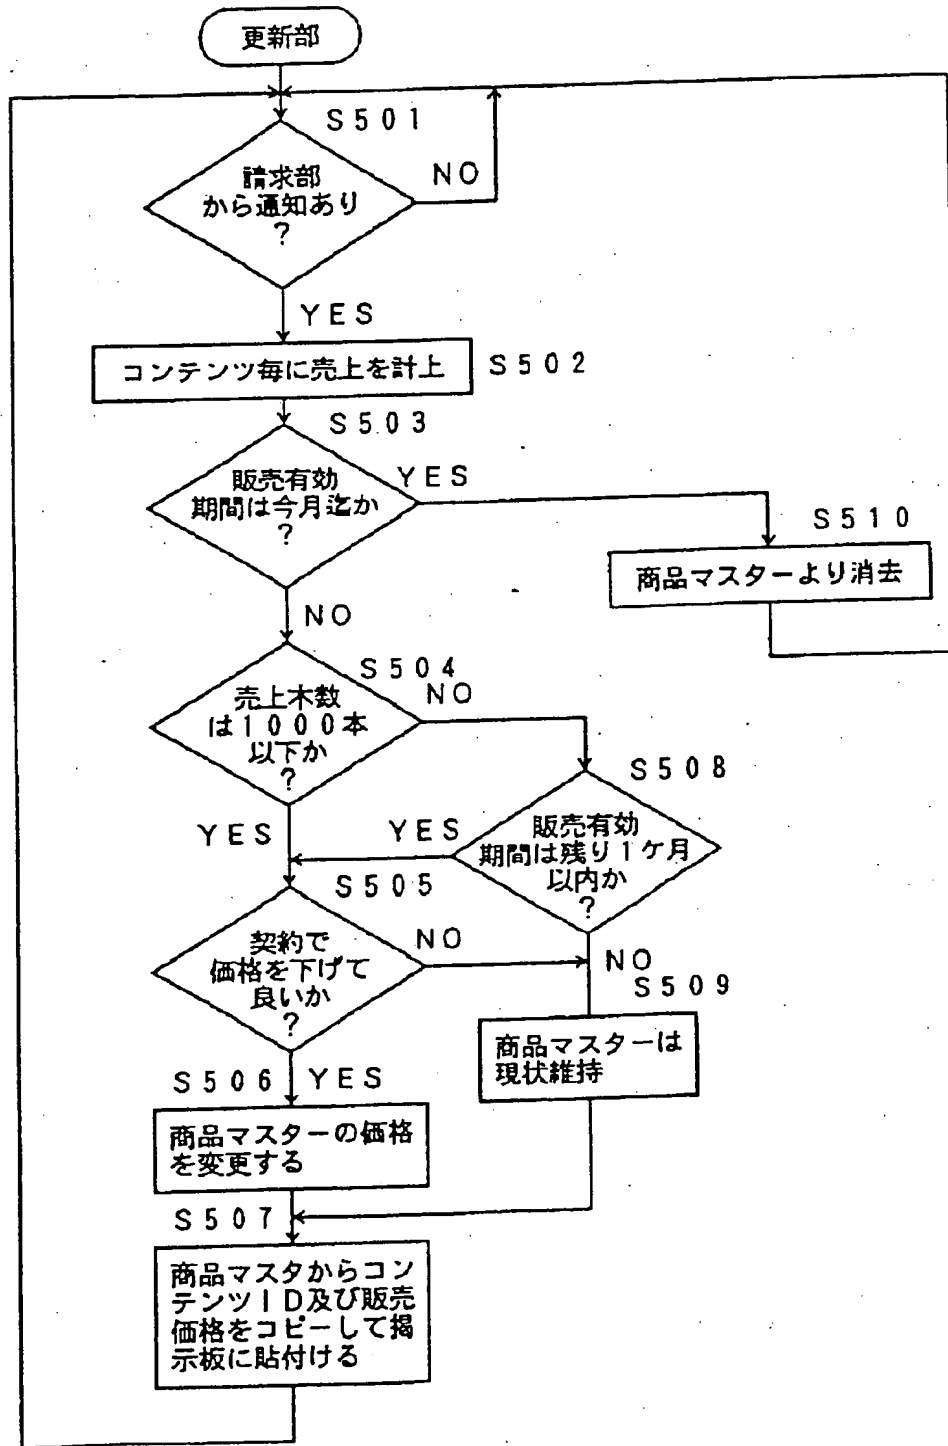 更新部
S501
請求部
から通知あり
?
NO
YES
コンテンツ毎に売上を計上
S502
S503
販売有効
期間は今月迄か
?
YES
S510
商品マスターより消去
NO
S504
売上本数
は1000本
以下か
?
NO
S508
販売有効
期間は残り1ケ月
以内か
?
YES
YES
S505
契約で
価格を下げて
良いか
?
NO
NO
S509
商品マスターは
現状維持
S506
YES
商品マスターの価格
を変更する
S507
商品マスタからコン
テンツID及び販売
価格をコピーして掲
示板に貼付ける